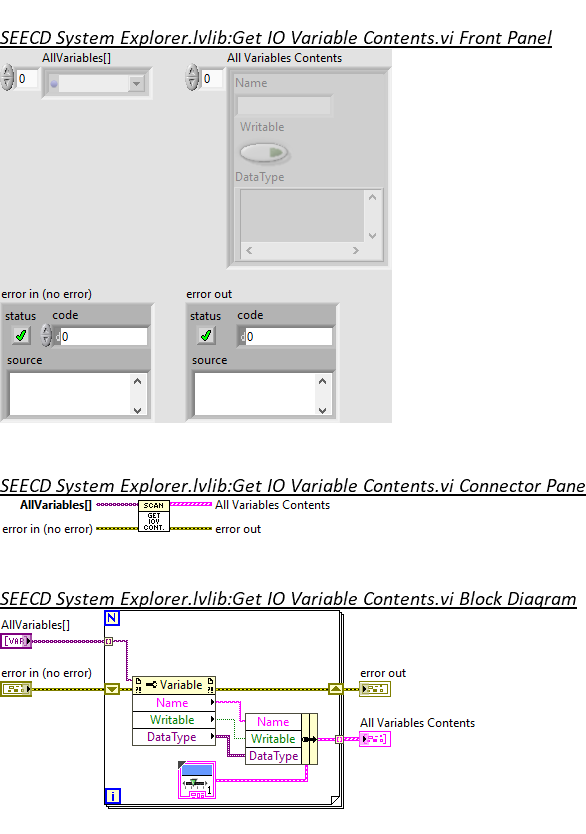 SEECD System Explorer.lvlib:Get IO Variable Contents.vi Front Panel
AllVariables[]
All Variables Contents
0
0
Name
Writable
DataType
error in (no error)
error out
status code
status code
0
0
source
source
SEECD System Explorer.lvlib:Get IO Variable Contents.vi Connector Pane
AllVariables[]
SCAN
GET
IOV
CONT.
All Variables Contents
error in (no error)
error out
SEECD System Explorer.lvlib:Get IO Variable Contents.vi Block Diagram
AllVariables[]
N
[VAR]
error in (no error)
Variable
Name
Writable
DataType
Name
Writable
DataType
1
i
error out
All Variables Contents